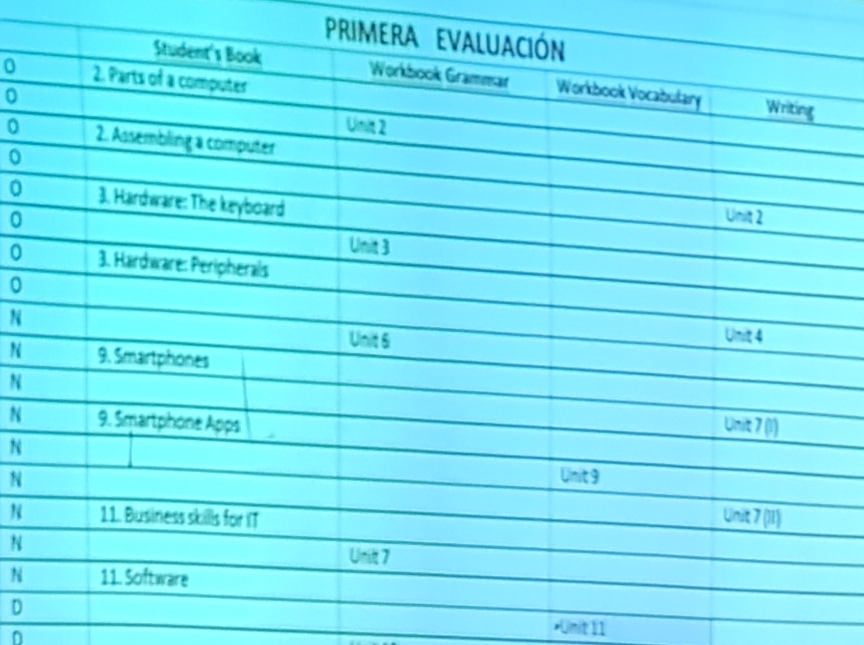 PRIMERA EVALUACIÓN
Student's Book Workbook Grammar Workbook Vocabulary Writing
O 2. Parts of a computer
O Unit 2
O 2. Assembling a computer
O
O 3. Hardware: The keyboard Unit 2
O Unit 3
O 3. Hardware: Peripherals
O
N Unit 6 Unit 4
N 9. Smartphones
N
N 9. Smartphone Apps Unit 7 (I)
N
N Unit 9
N 11. Business skills for IT Unit 7 (II)
N Unit 7
N 11. Software
D Unit 11
D